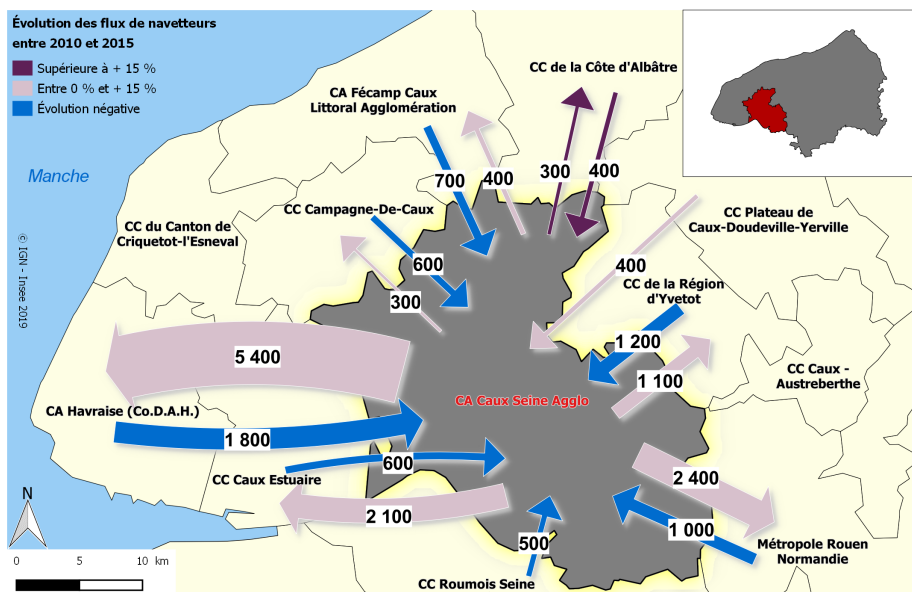 Évolution des flux de navetteurs
entre 2010 et 2015
Supérieure à + 15 %
Entre 0 % et + 15 %
Évolution négative
CA Fécamp Caux
Littoral Agglomération
CC de la Côte d'Albâtre
Manche
700
400
300
400
CC du Canton de
Criquetot-l'Esneval
CC Campagne-De-Caux
CC Plateau de
Caux-Doudeville-Yerville
© IGN - Insee 2019
600
400
CC de la Région
d'Yvetot
300
5 400
1 200
1 100
CC Caux -
Austreberthe
CA Caux Seine Agglo
CA Havraise (Co.D.A.H.)
1 800
600
CC Caux Estuaire
2 400
2 100
1 000
500
Métropole Rouen
Normandie
CC Roumois Seine
N
0 5 10 km